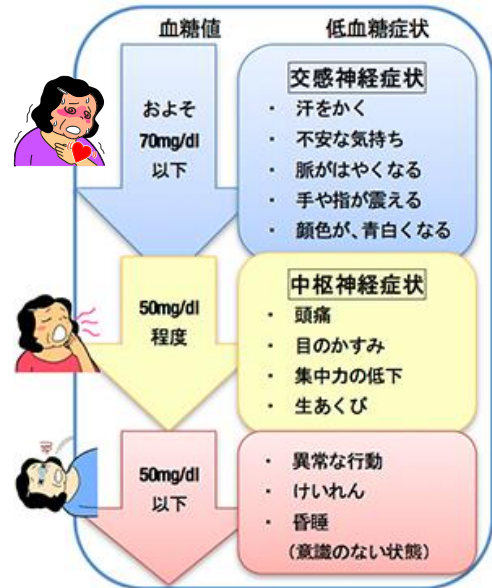 血糖値
低血糖症状
およそ
70mg/dl
以下
交感神経症状
・ 汗をかく
・ 不安な気持ち
・ 脈がはやくなる
・ 手や指が震える
・ 顔色が、青白くなる
50mg/dl
程度
中枢神経症状
・ 頭痛
・ 目のかすみ
・ 集中力の低下
・ 生あくび
50mg/dl
以下
・ 異常な行動
・ けいれん
・ 昏睡
(意識のない状態)